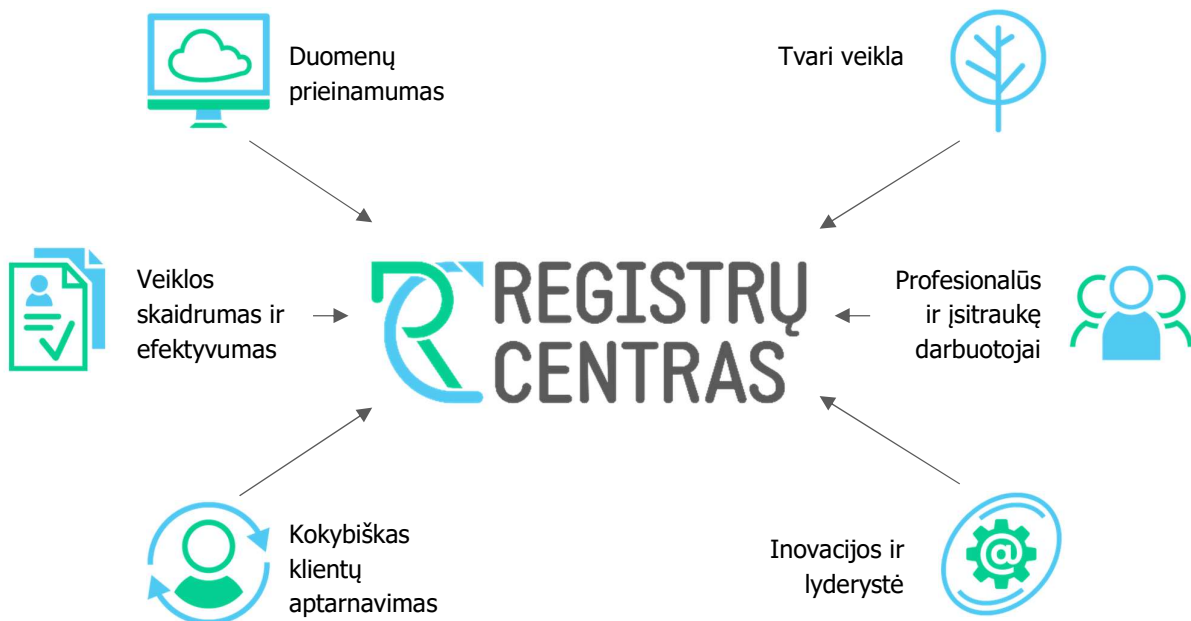 Duomenų
prieinamumas
Tvari veikla
Veiklos
skaidrumas ir
efektyvumas
REGISTRŲ
CENTRAS
Profesionalūs
ir įsitraukę
darbuotojai
Kokybiškas
klientų
aptarnavimas
Inovacijos ir
lyderystė
@